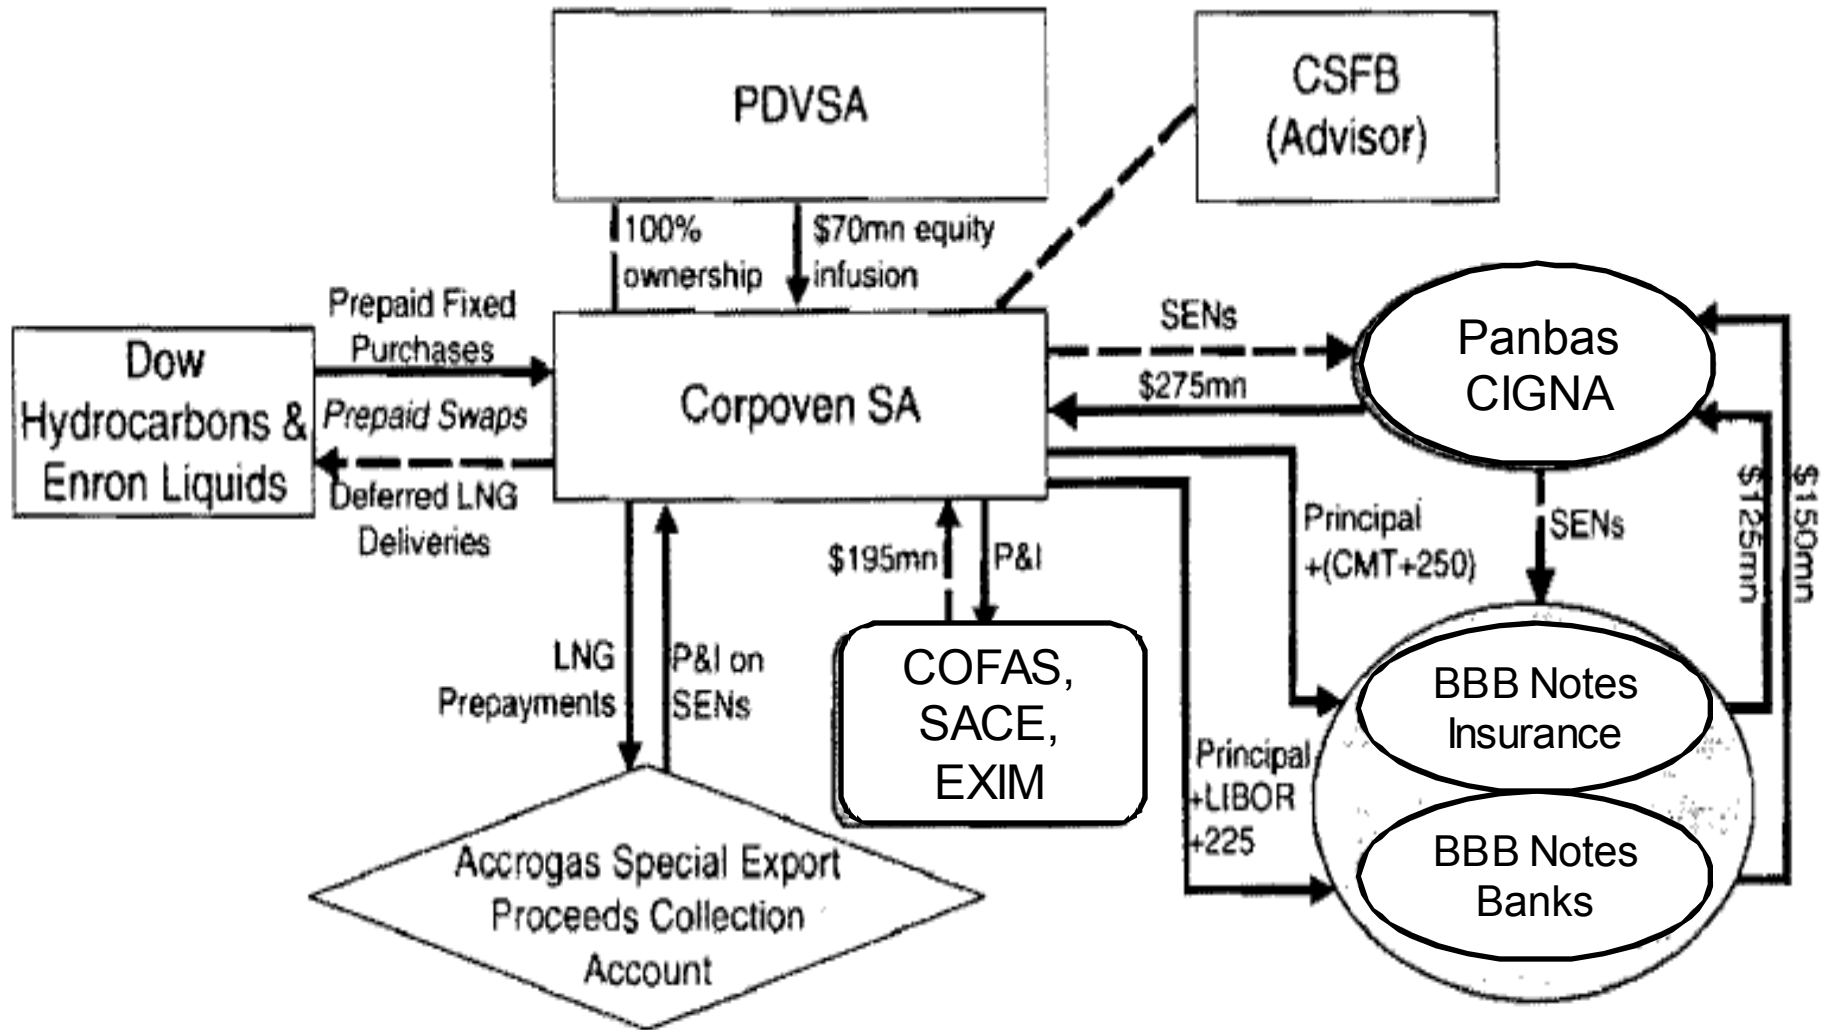 PDVSA
CSFB
(Advisor)
100%
ownership
$70mn equity
infusion
Prepaid Fixed
Purchases
Dow
Hydrocarbons &
Enron Liquids
Prepaid Swaps
Deferred LNG
Deliveries
Corpoven SA
SENs
$275mn
Panbas
CIGNA
$125mn
$150mn
SENs
Principal
+(CMT+250)
$195mn
P&I
LNG
Prepayments
P&I on
SENs
COFAS,
SACE,
EXIM
Principal
+LIBOR
+225
BBB Notes
Insurance
BBB Notes
Banks
Accrogas Special Export
Proceeds Collection
Account